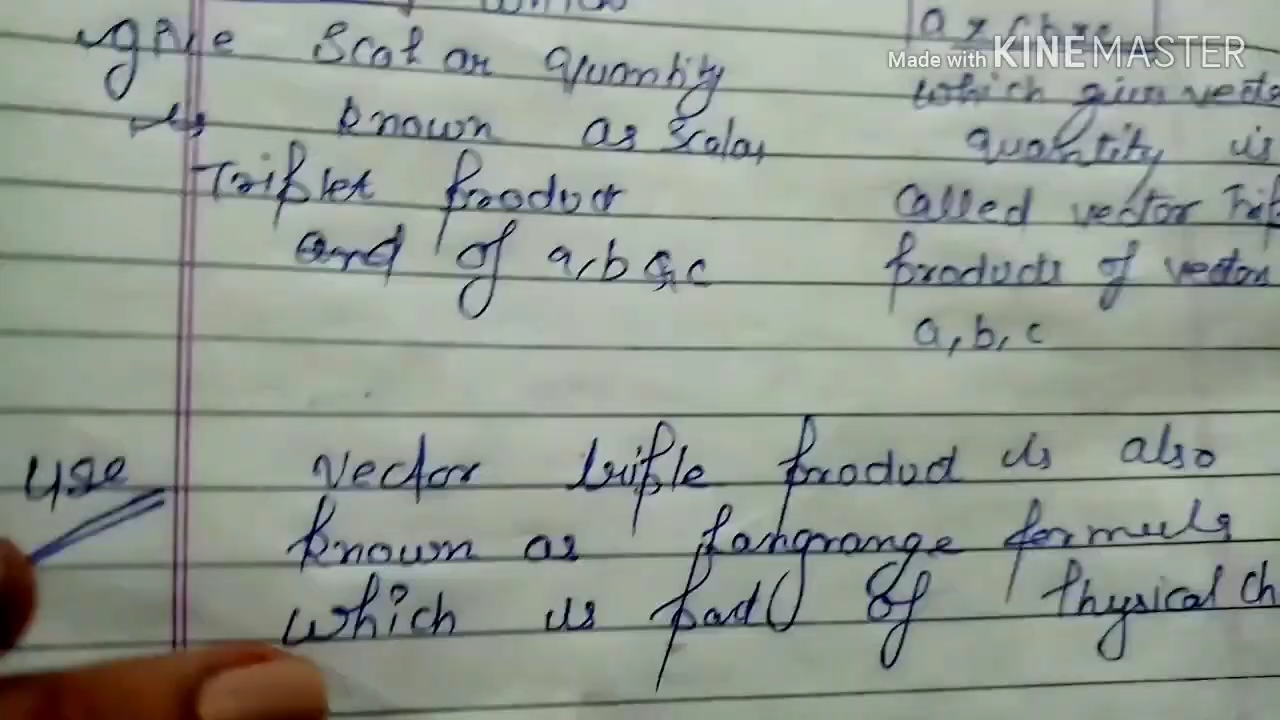 give Scalar quantity
is known as Scalar
Triplet product
and of a, b & c
a x (b x c)
Made with KINEMASTER
which given vecto
quantity is
called vector Trip
products of vector
a, b, c
use
Vector triple product is also
known as langrange formula
which is part of Physical Ch